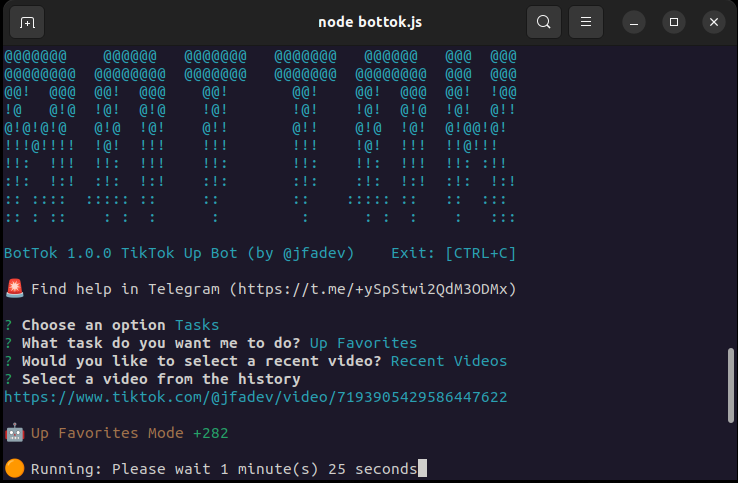 node bottok.js
@@@@@@@    @@@@@@   @@@@@@@   @@@@@@@   @@@@@@   @@@  @@@
@@@@@@@@  @@@@@@@@  @@@@@@@   @@@@@@@  @@@@@@@@  @@@  @@@
@@!  @@@  @@!  @@@    @@!       @@!    @@!  @@@  @@!  !@@
!@   @!@  !@!  @!@    !@!       !@!    !@!  @!@  !@!  @!!
@!@!@!@   @!@  !@!    @!!       @!!    @!@  !@!  @!@@!@!
!!!@!!!!  !@!  !!!    !!!       !!!    !@!  !!!  !!@!!!
!!:  !!!  !!:  !!!    !!:       !!:    !!:  !!!  !!: :!!
:!:  !:!  :!:  !:!    :!:       :!:    :!:  !:!  :!:  !:!
:: ::::  ::::: ::     ::        ::    ::::: ::   ::  :::
:: : ::    : :  :      :         :      : :  :    :   :::
BotTok 1.0.0 TikTok Up Bot (by @jfadev)    Exit: [CTRL+C]
🚨 Find help in Telegram (https://t.me/+ySpStwi2QdM3ODMx)
? Choose an option Tasks
? What task do you want me to do? Up Favorites
? Would you like to select a recent video? Recent Videos
? Select a video from the history
https://www.tiktok.com/@jfadev/video/7193905429586447622
🤖 Up Favorites Mode +282
🟠 Running: Please wait 1 minute(s) 25 seconds